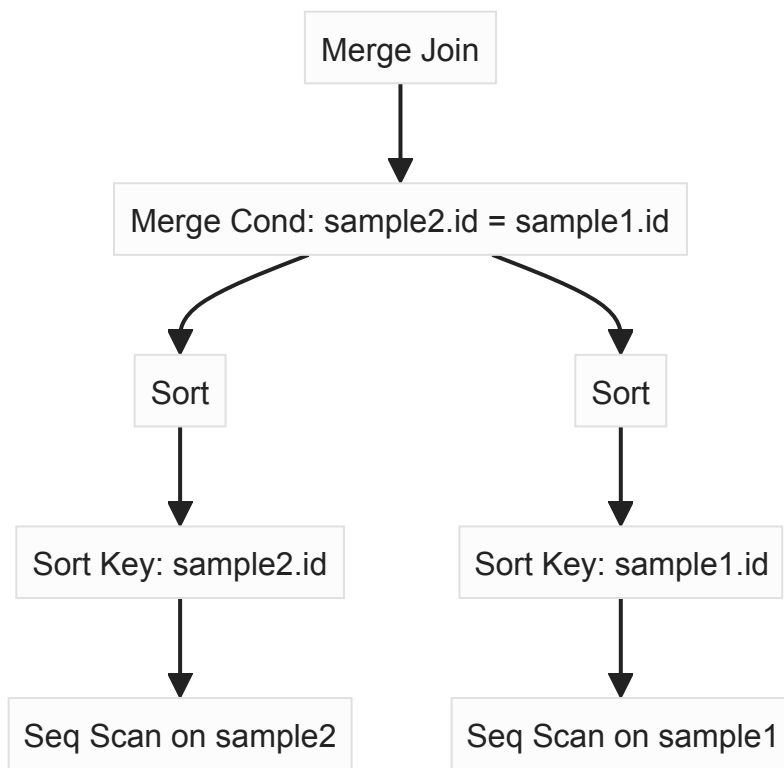 Merge Join
Merge Cond: sample2.id = sample1.id
Sort
Sort
Sort Key: sample2.id
Sort Key: sample1.id
Seq Scan on sample2
Seq Scan on sample1